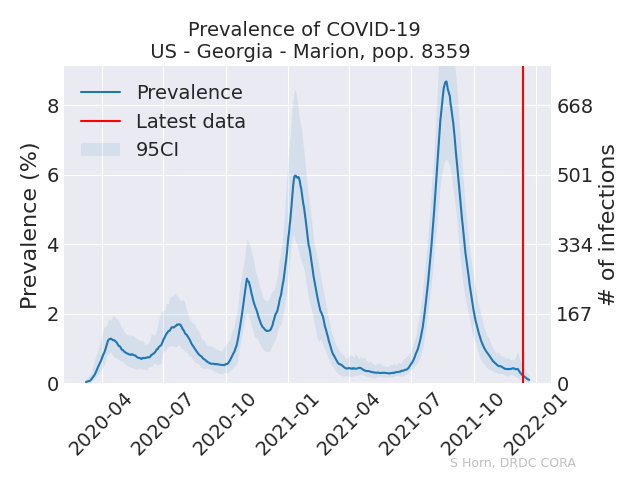 Prevalence of COVID-19
US - Georgia - Marion, pop. 8359
Prevalence
Latest data
95CI
Prevalence (%)
8
6
4
2
0
668
501
334
167
0
# of infections
2020-04
2020-07
2020-10
2021-01
2021-04
2021-07
2021-10
2022-01
S Horn, DRDC CORA